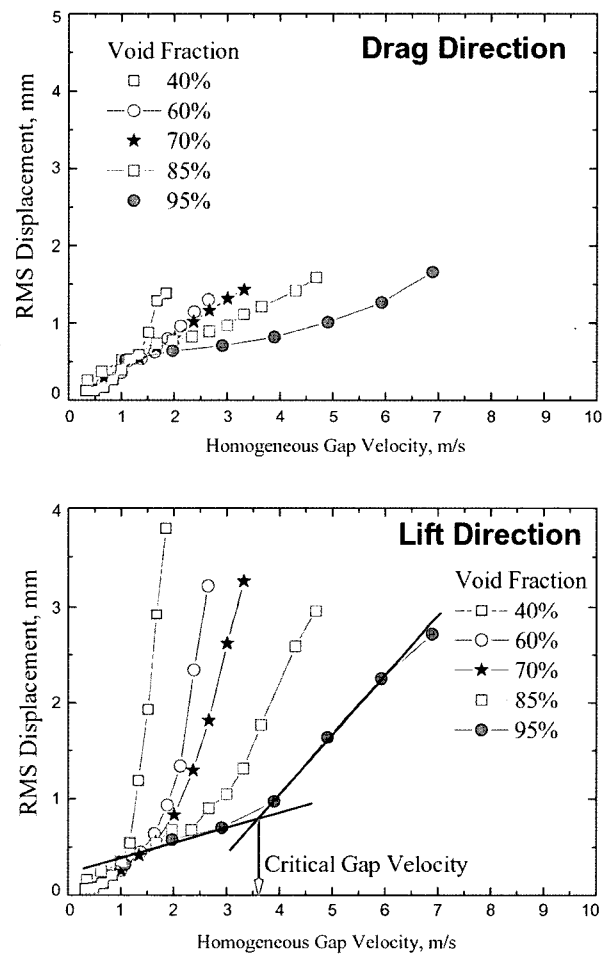 Drag Direction
Void Fraction
40%
60%
70%
85%
95%
RMS Displacement, mm
5
4
3
2
1
0
0 1 2 3 4 5 6 7 8 9 10
Homogeneous Gap Velocity, m/s
Lift Direction
Void Fraction
40%
60%
70%
85%
95%
RMS Displacement, mm
4
3
2
1
0
Critical Gap Velocity
0 1 2 3 4 5 6 7 8 9 10
Homogeneous Gap Velocity, m/s